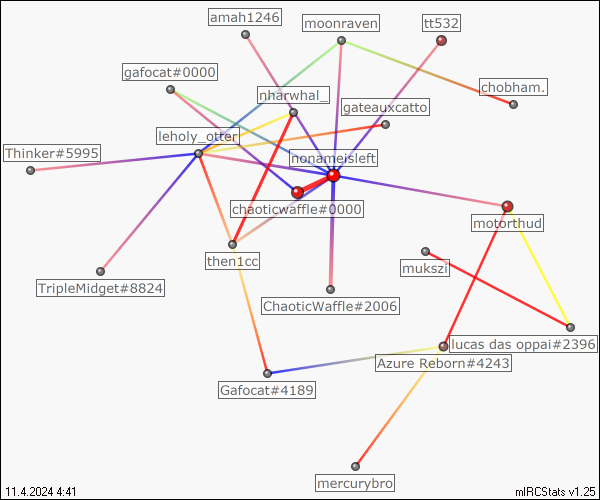 amah1246
moonraven
tt532
gafocat#0000
nharwhal_
chobham.
gateauxcatto
leholy_otter
Thinker#5995
nonameisleft
chaoticwaffle#0000
motorthud
then1cc
mukszi
TripleMidget#8824
ChaoticWaffle#2006
lucas das oppai#2396
Azure Reborn#4243
Gafocat#4189
mercurybro
11.4.2024 4:41
mIRCStats v1.25